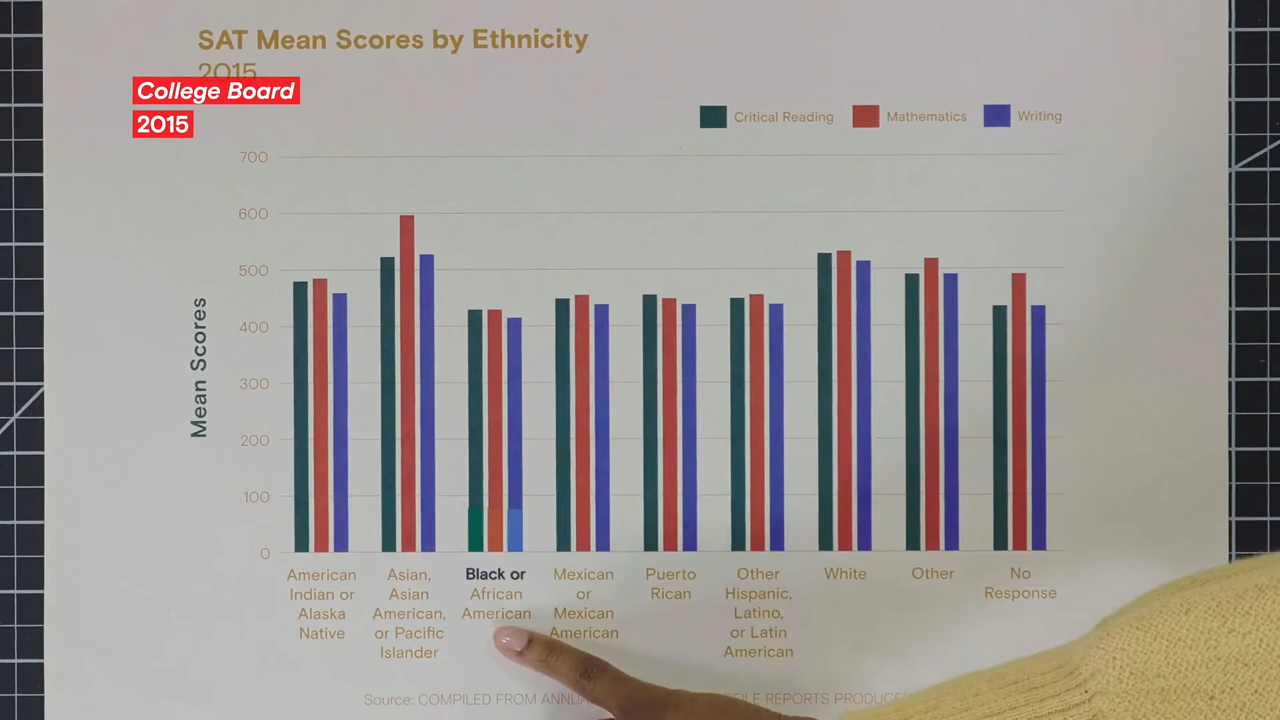 SAT Mean Scores by Ethnicity
2015
College Board
2015
Critical Reading
Mathematics
Writing
700
600
500
400
300
200
100
0
Mean Scores
American
Indian or
Alaska
Native
Asian,
Asian
American,
or Pacific
Islander
Black or
African
American
Mexican
or
Mexican
American
Puerto
Rican
Other
Hispanic,
Latino,
or Latin
American
White
Other
No
Response
Source: COMPILED FROM REPORTS